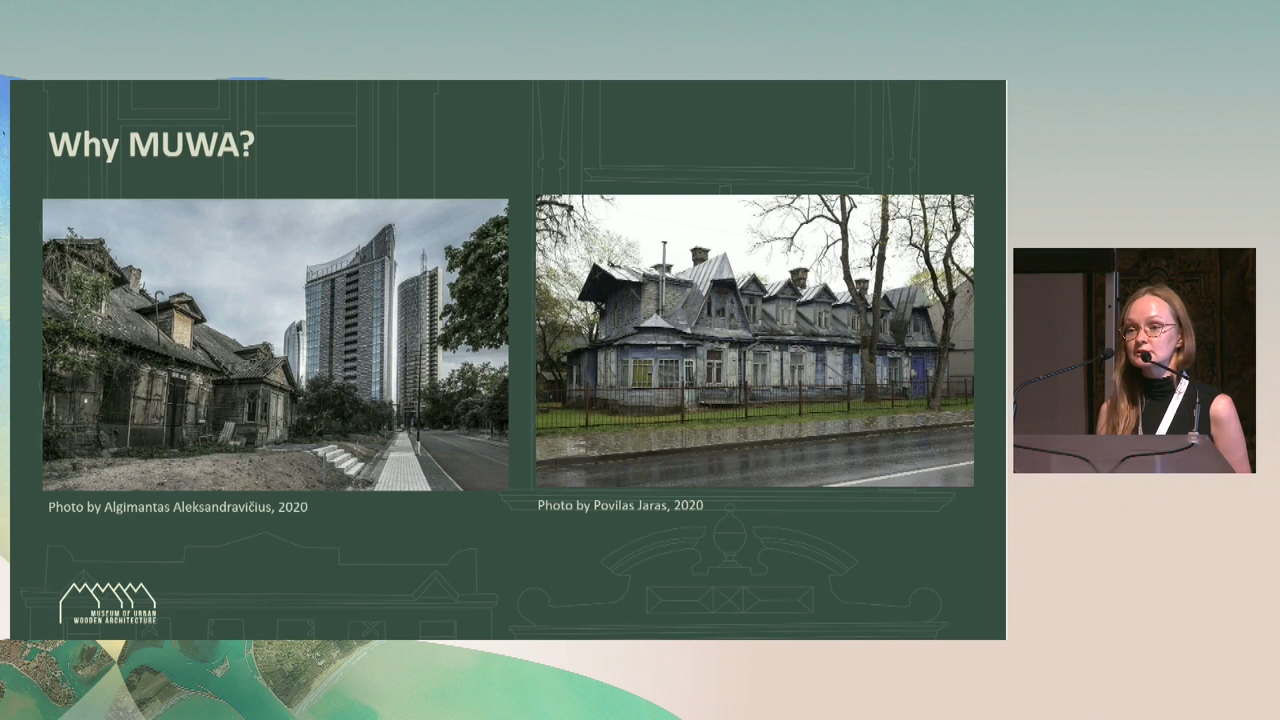 Why MUWA?
Photo by Algimantas Aleksandravičius, 2020
Photo by Povilas Jaras, 2020
MUSEUM OF URBAN
WOODEN ARCHITECTURE